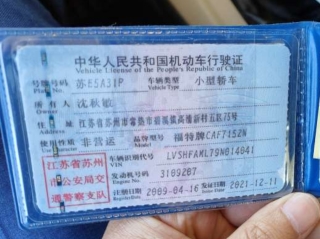 中华人民共和国机动车行驶证
Vehicle License of the People's Republic of China
号牌号码 苏E5A31P 车辆类型 小型轿车
Plate No. Vehicle Type
所有人 沈秋敏
Owner
住址 江苏省苏州市常熟市
Address
使用性质 非营运 品牌型号 福特牌CAF7152N
车辆识别代号 LVSHFAML79N014041
VIN
江苏省苏州
市公安局交
通警察支队
发动机号码 3169207
Engine No.
注册日期 2009-04-16 发证日期 2021-12-11